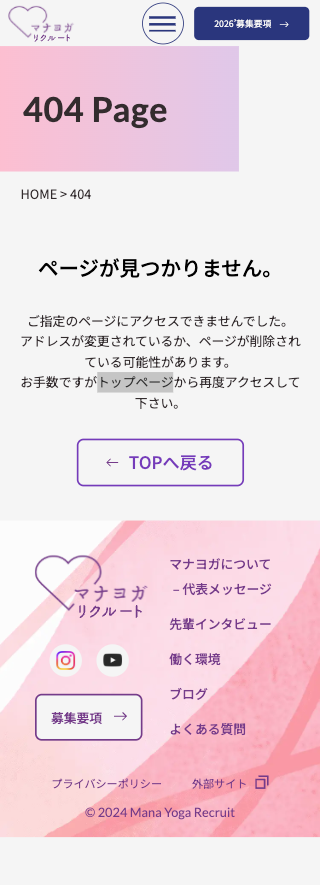 マナヨガ
リクルート
2026'募集要項 →
404 Page
HOME > 404
ページが見つかりません。
ご指定のページにアクセスできませんでした。
アドレスが変更されているか、ページが削除され
ている可能性があります。
お手数ですがトップページから再度アクセスして
下さい。
← TOPへ戻る
マナヨガ
リクルート
募集要項 →
マナヨガについて
– 代表メッセージ
先輩インタビュー
働く環境
ブログ
よくある質問
プライバシーポリシー
外部サイト
© 2024 Mana Yoga Recruit